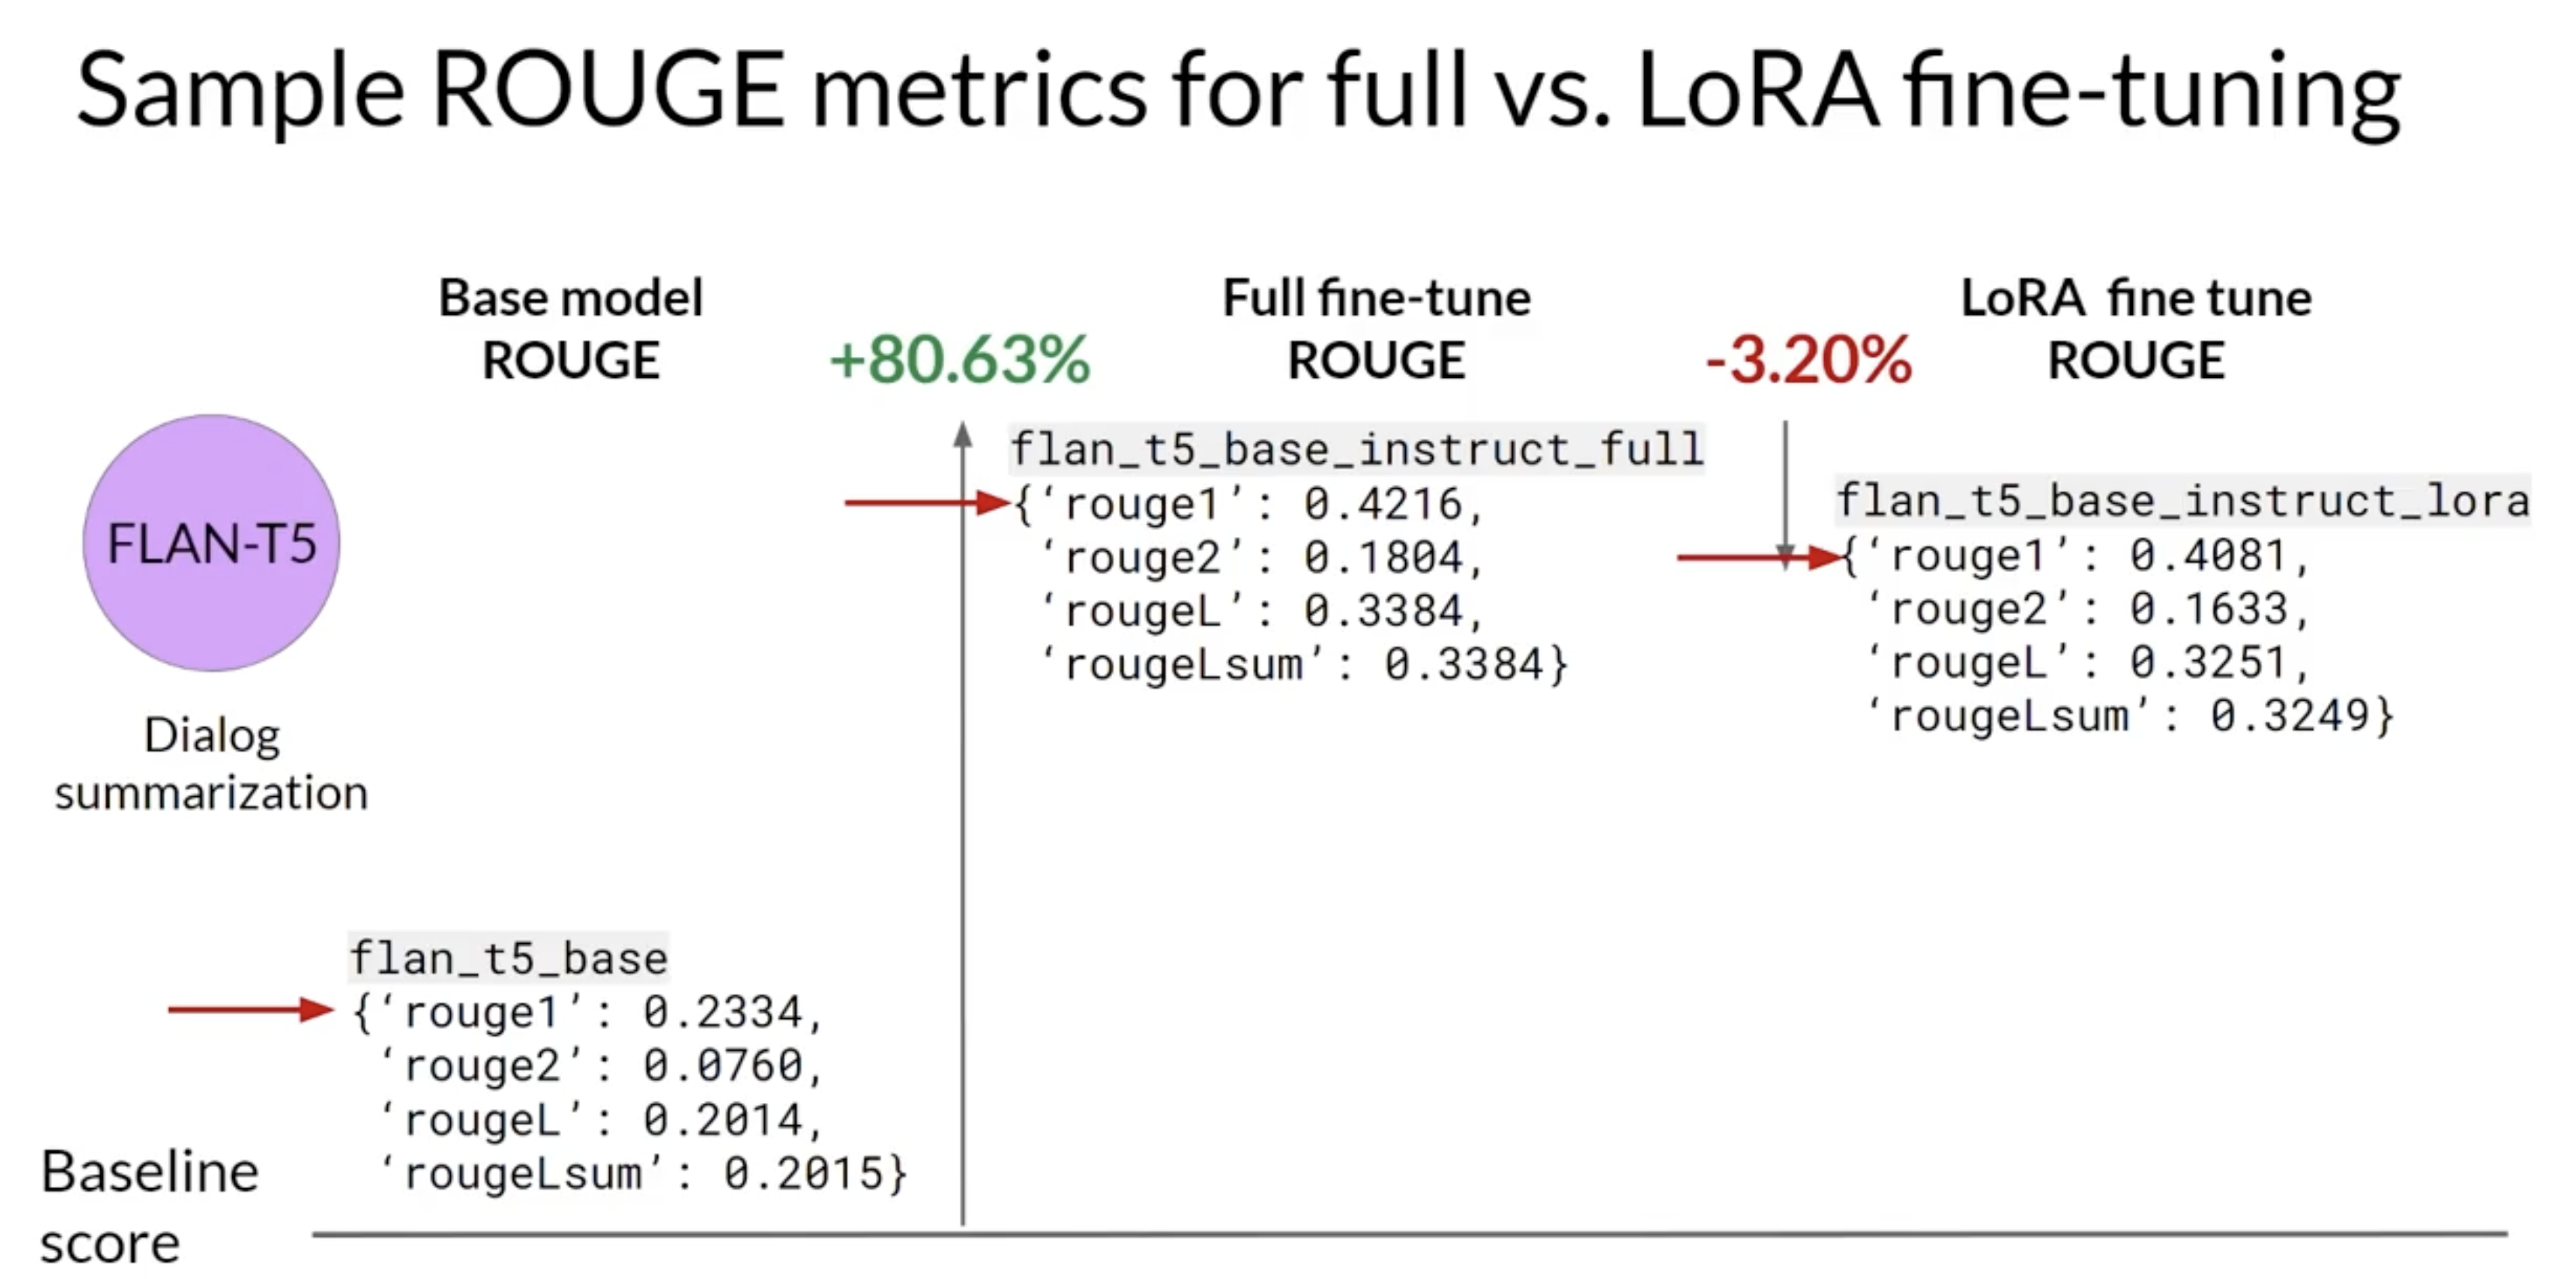 Sample ROUGE metrics for full vs. LoRA fine-tuning
Base model
ROUGE
+80.63%
Full fine-tune
ROUGE
-3.20%
LoRA fine tune
ROUGE
FLAN-T5
Dialog
summarization
flan_t5_base_instruct_full
{‘rouge1’: 0.4216,
‘rouge2’: 0.1804,
‘rougeL’: 0.3384,
‘rougeLsum’: 0.3384}
flan_t5_base_instruct_lora
{‘rouge1’: 0.4081,
‘rouge2’: 0.1633,
‘rougeL’: 0.3251,
‘rougeLsum’: 0.3249}
flan_t5_base
{‘rouge1’: 0.2334,
‘rouge2’: 0.0760,
‘rougeL’: 0.2014,
‘rougeLsum’: 0.2015}
Baseline
score